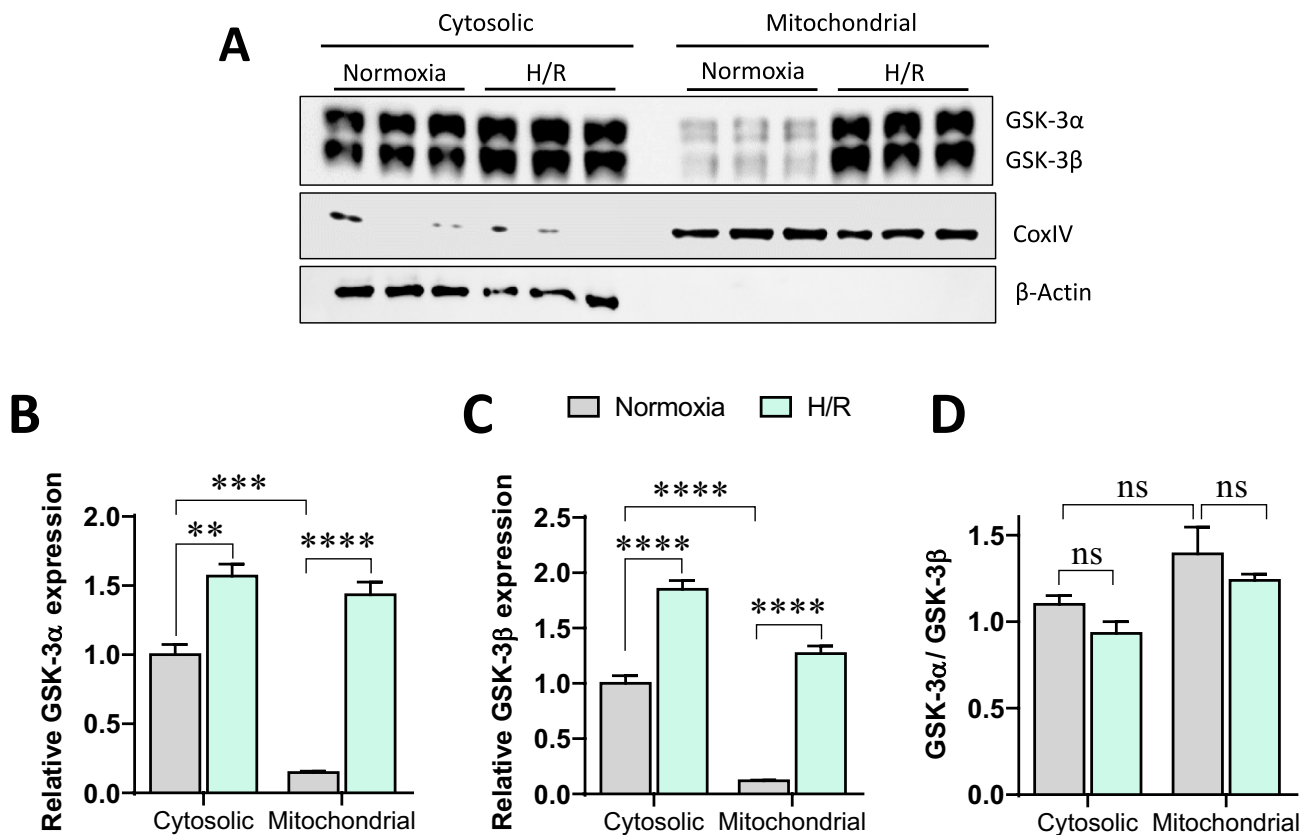 A
Cytosolic
Mitochondrial
Normoxia
H/R
Normoxia
H/R
GSK-3α
GSK-3β
CoxIV
β-Actin
Normoxia
H/R
B
Relative GSK-3α expression
2.0
1.5
1.0
0.5
0.0
***
**
****
Cytosolic
Mitochondrial
C
Relative GSK-3β expression
2.5
2.0
1.5
1.0
0.5
0.0
****
****
****
Cytosolic
Mitochondrial
D
GSK-3α/ GSK-3β
1.5
1.0
0.5
0.0
ns
ns
ns
Cytosolic
Mitochondrial